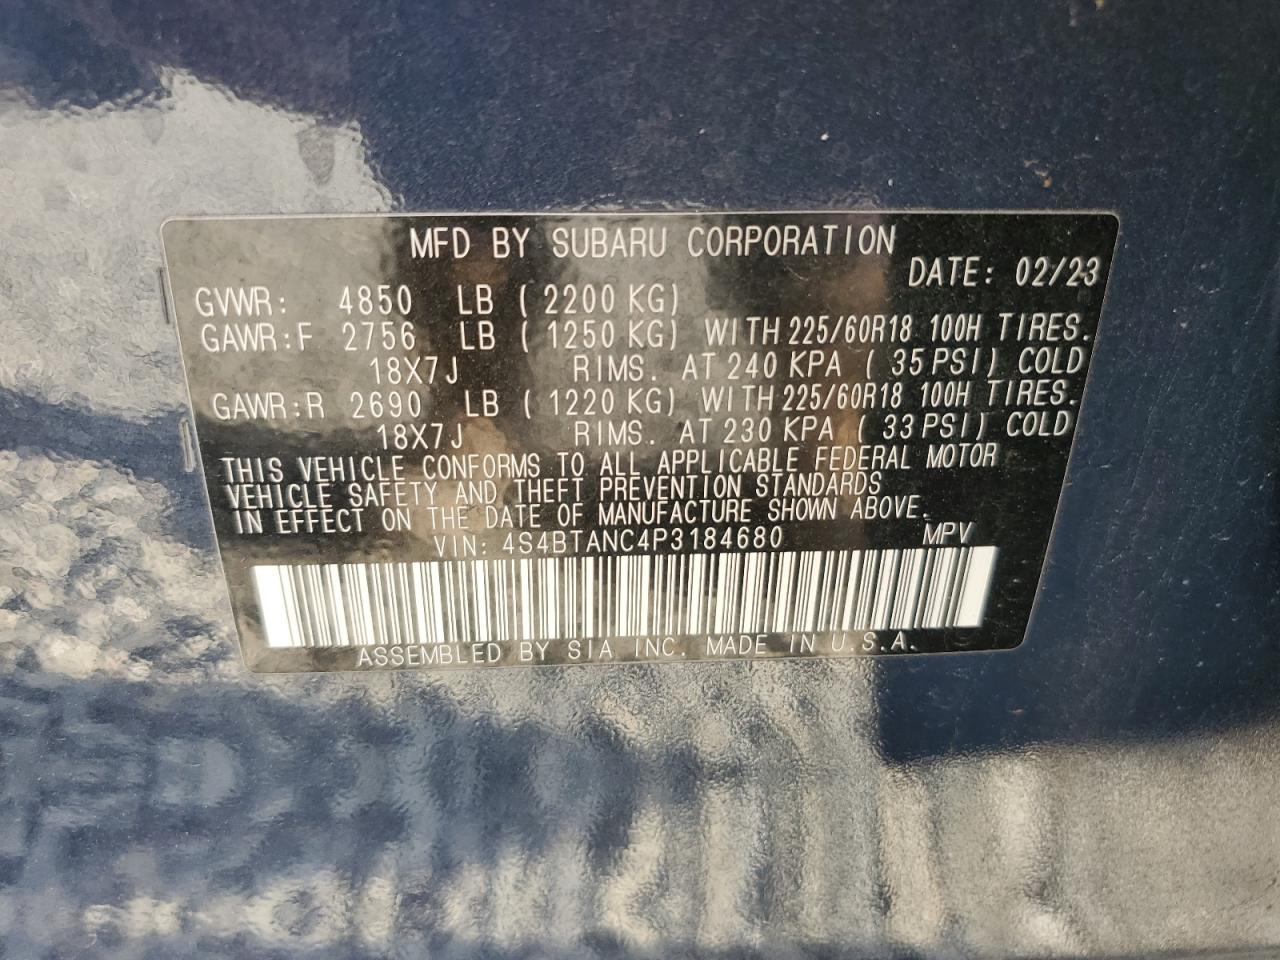 MFD BY SUBARU CORPORATION
DATE: 02/23
GVWR: 4850 LB ( 2200 KG)
GAWR:F 2756 LB ( 1250 KG) WITH 225/60R18 100H TIRES.
18X7J RIMS. AT 240 KPA ( 35 PSI) COLD
GAWR:R 2690 LB ( 1220 KG) WITH 225/60R18 100H TIRES.
18X7J RIMS. AT 230 KPA ( 33 PSI) COLD
THIS VEHICLE CONFORMS TO ALL APPLICABLE FEDERAL MOTOR
VEHICLE SAFETY AND THEFT PREVENTION STANDARDS
IN EFFECT ON THE DATE OF MANUFACTURE SHOWN ABOVE.
VIN: 4S4BTANC4P3184680 MPV
ASSEMBLED BY SIA INC. MADE IN U.S.A.